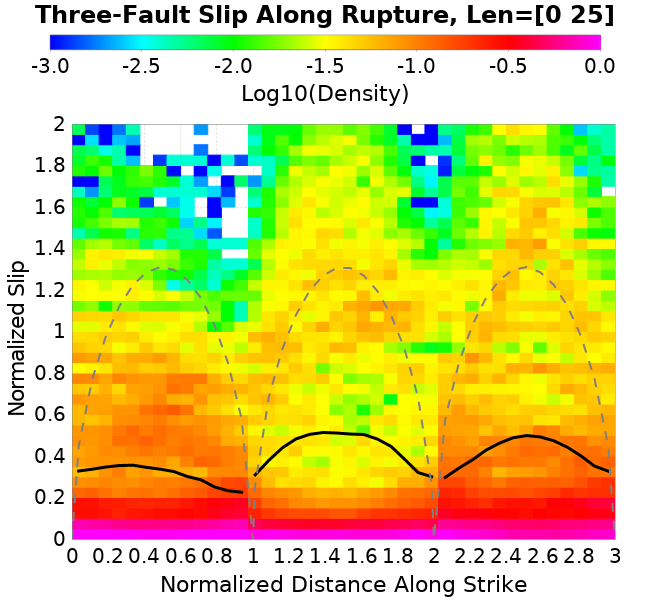 Three-Fault Slip Along Rupture, Len=[0 25]
-3.0 -2.5 -2.0 -1.5 -1.0 -0.5 0.0
Log10(Density)
2
1.8
1.6
1.4
1.2
1
0.8
0.6
0.4
0.2
0
Normalized Slip
0 0.2 0.4 0.6 0.8 1 1.2 1.4 1.6 1.8 2 2.2 2.4 2.6 2.8 3
Normalized Distance Along Strike